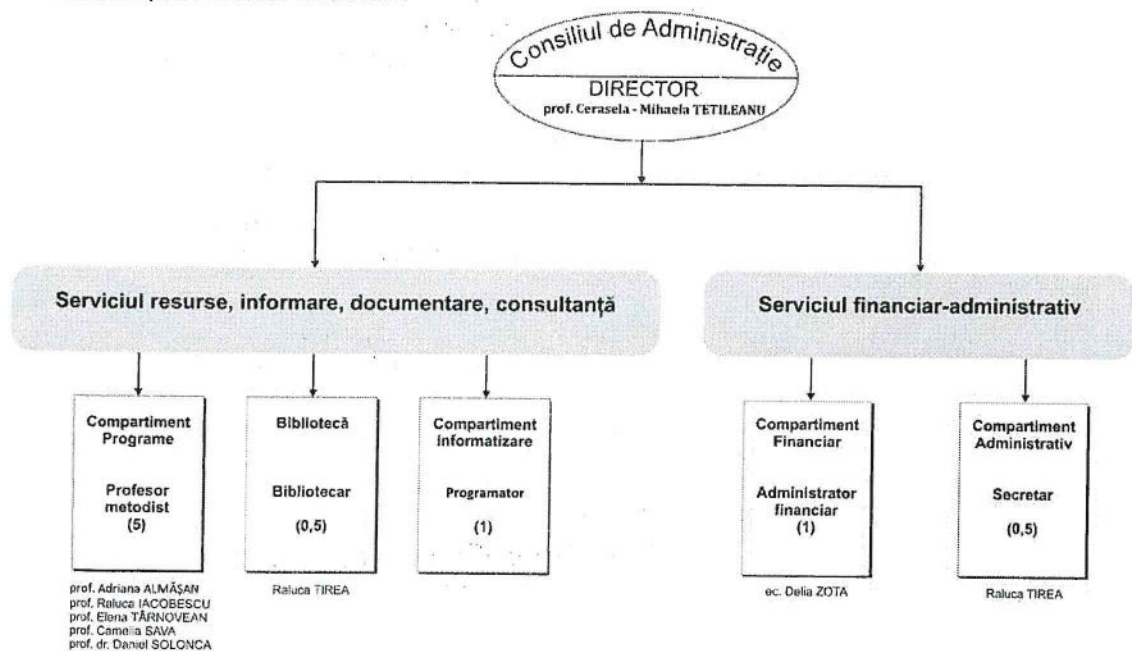 Consiliul de Administrație
DIRECTOR
prof. Cerasela - Mihaela TETILEANU
Serviciul resurse, informare, documentare, consultanță
Serviciul financiar-administrativ
Compartiment
Programe
Profesor
metodist
(5)
prof. Adriana ALMĂȘAN
prof. Raluca IACOBESCU
prof. Elena TÂRNOVEAN
prof. Camelia SAVA
prof. dr. Daniel SOLONCA
Bibliotecă
Bibliotecar
(0,5)
Raluca TIREA
Compartiment
Informatizare
Programator
(1)
Compartiment
Financiar
Administrator
financiar
(1)
ec. Delia ZOTA
Compartiment
Administrativ
Secretar
(0,5)
Raluca TIREA